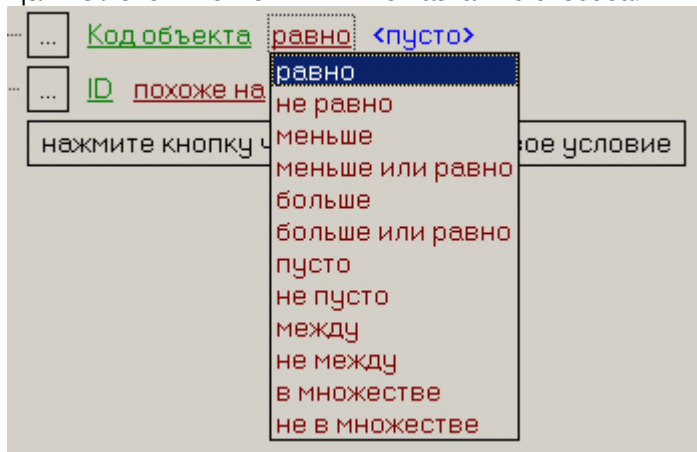 ... Код объекта равно <пусто>
равно
... ID похоже на
не равно
меньше
нажмите кнопку ое условие
меньше или равно
больше
больше или равно
пусто
не пусто
между
не между
в множестве
не в множестве